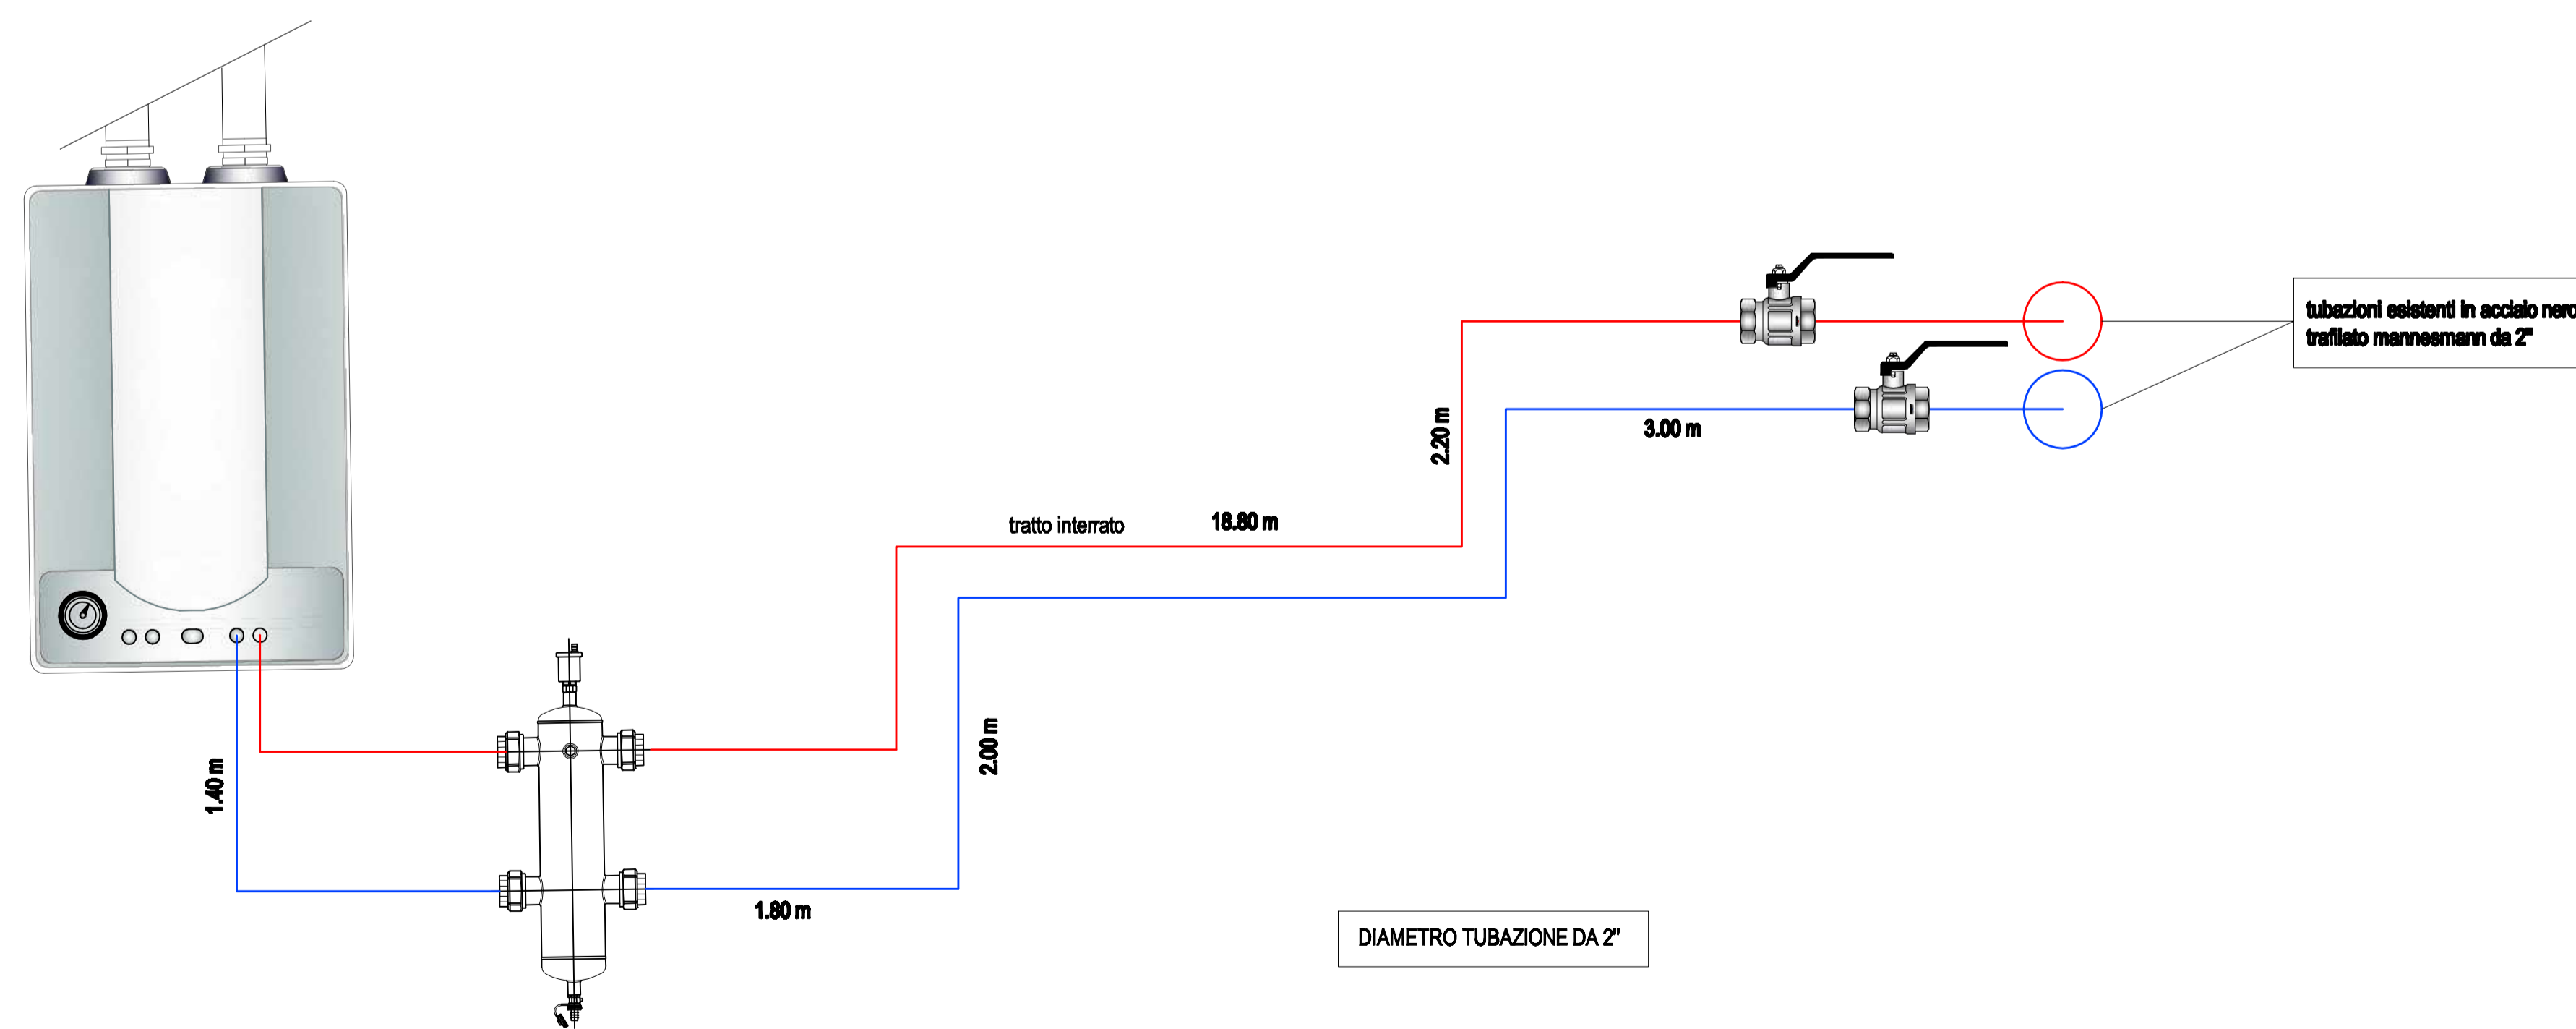 tubazioni esistenti in acciaio nero
trafilato mannesmann da 2"
2.20 m
3.00 m
tratto interrato
18.80 m
2.00 m
1.40 m
1.80 m
DIAMETRO TUBAZIONE DA 2"